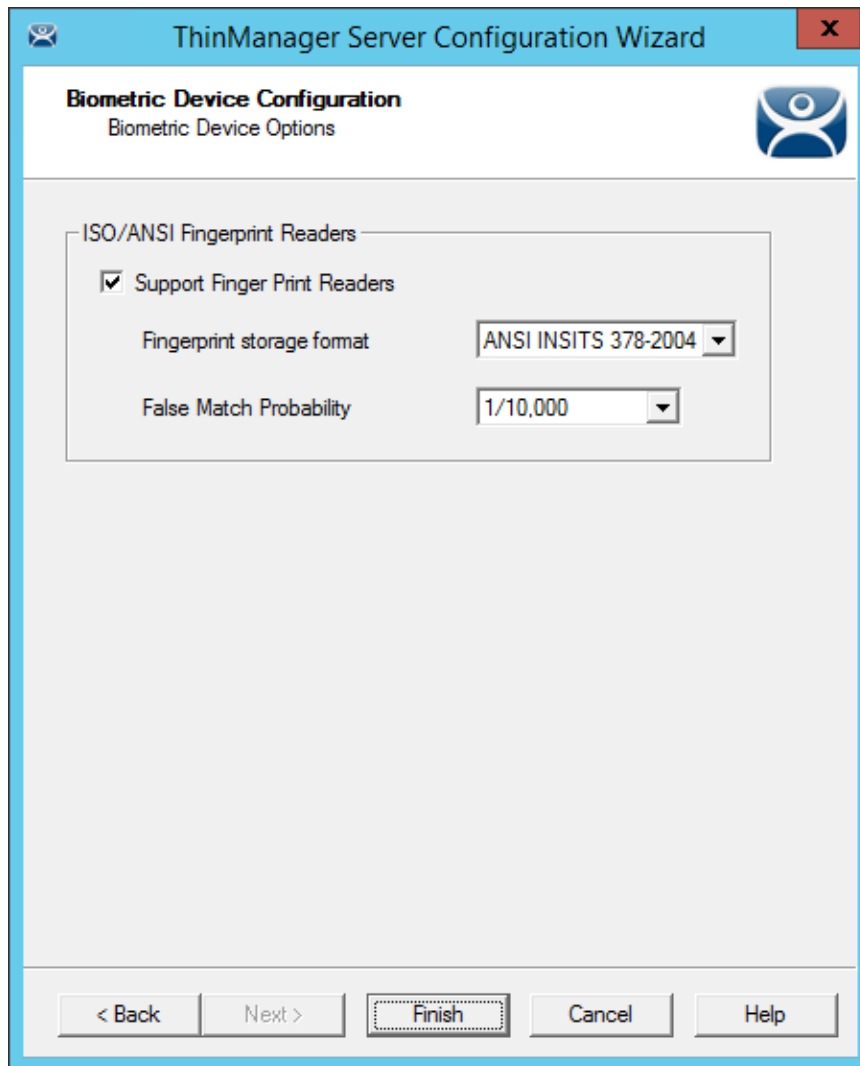 ThinManager Server Configuration Wizard
x
Biometric Device Configuration
Biometric Device Options
ISO/ANSI Fingerprint Readers
Support Finger Print Readers
Fingerprint storage format
ANSI INSITS 378-2004
False Match Probability
1/10,000
< Back
Next >
Finish
Cancel
Help